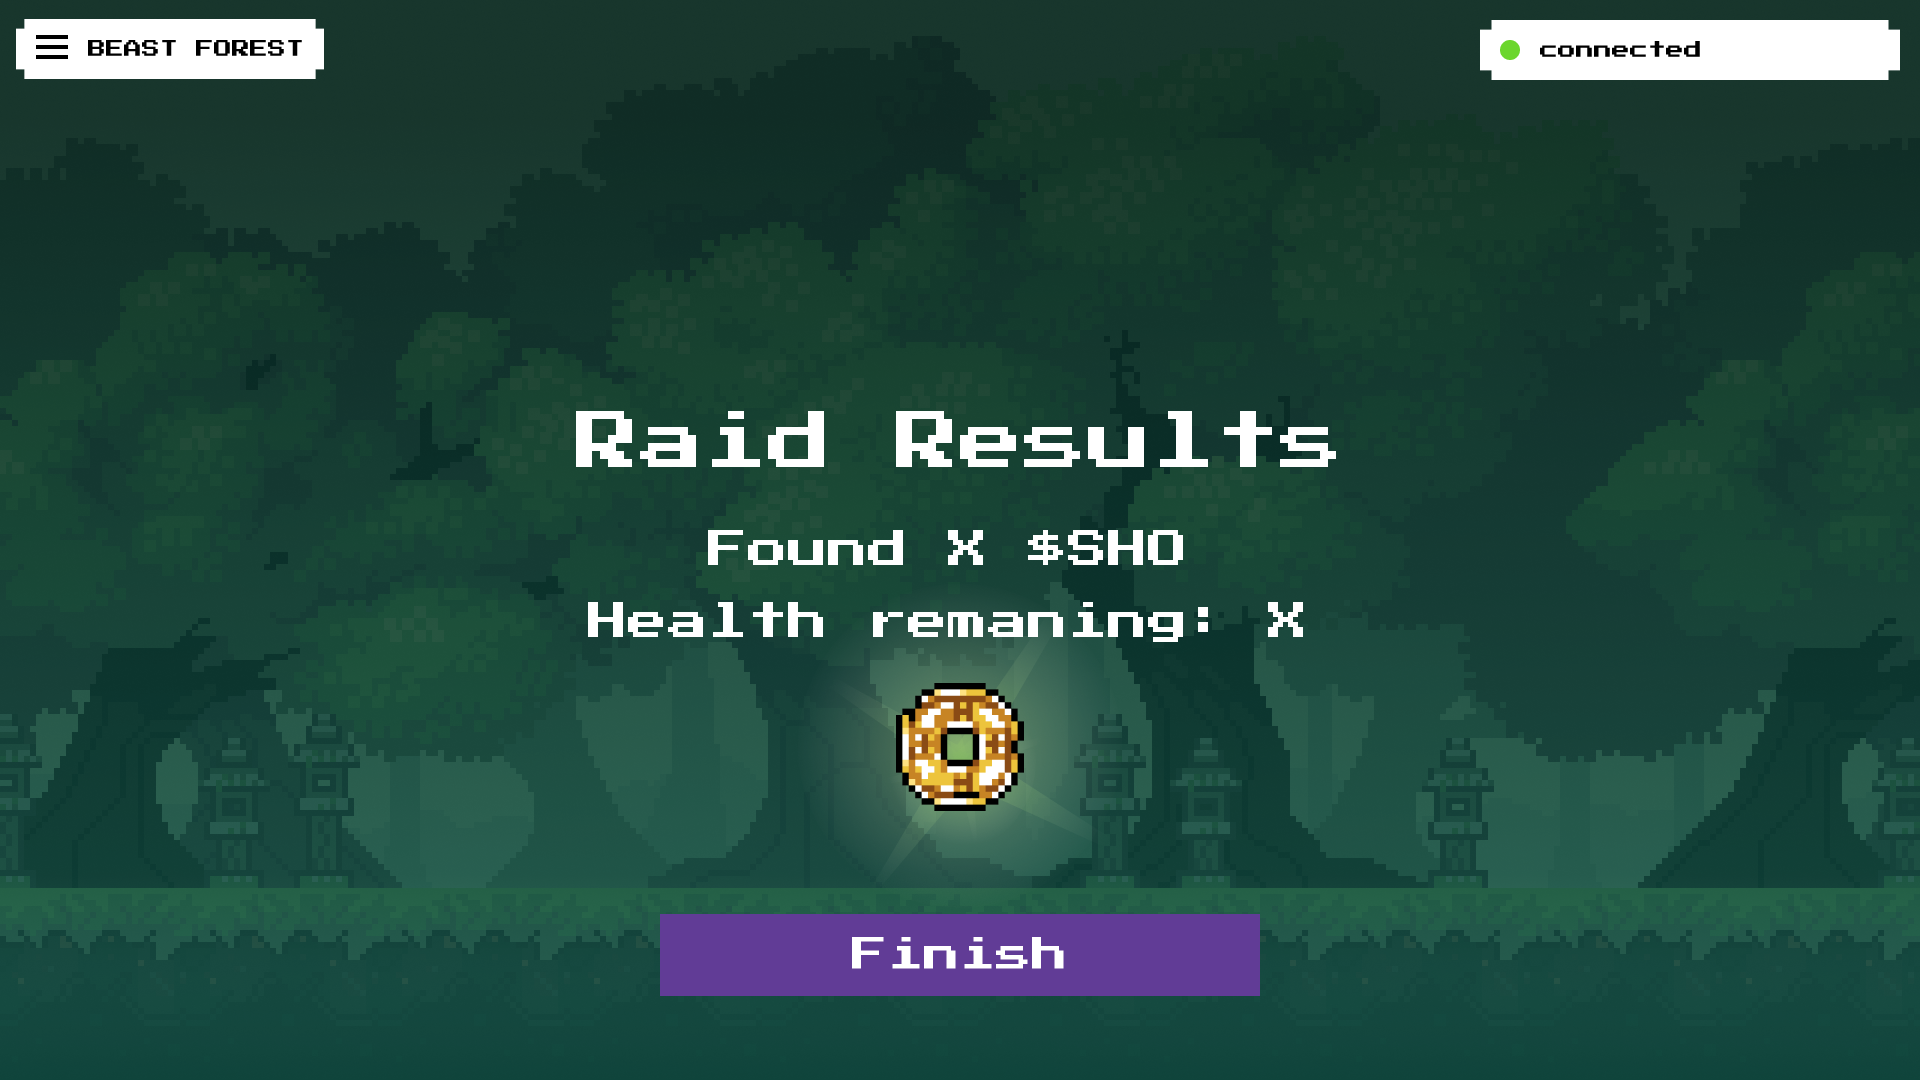 BEAST FOREST
connected
Raid Results
Found X $SHO
Health remaning: X
Finish